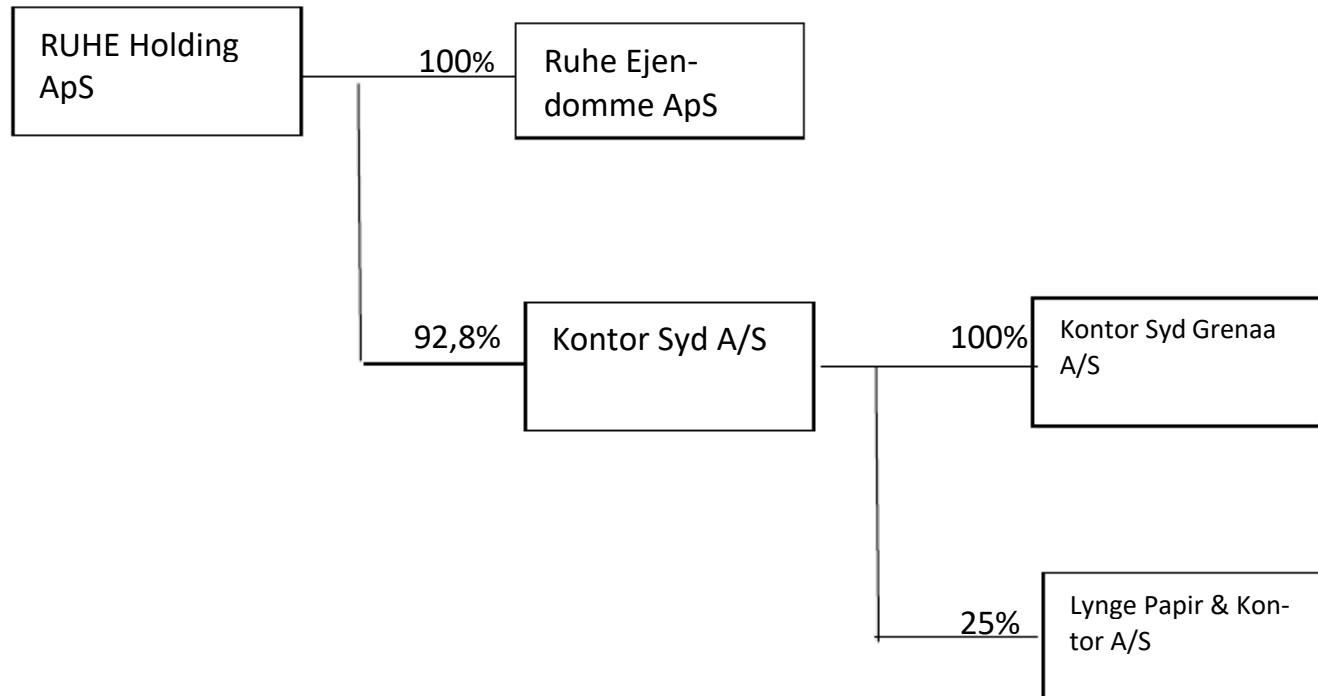 RUHE Holding
ApS
100%
Ruhe Ejen-
domme ApS
92,8%
Kontor Syd A/S
100%
Kontor Syd Grenaa
A/S
25%
Lynge Papir & Kon-
tor A/S